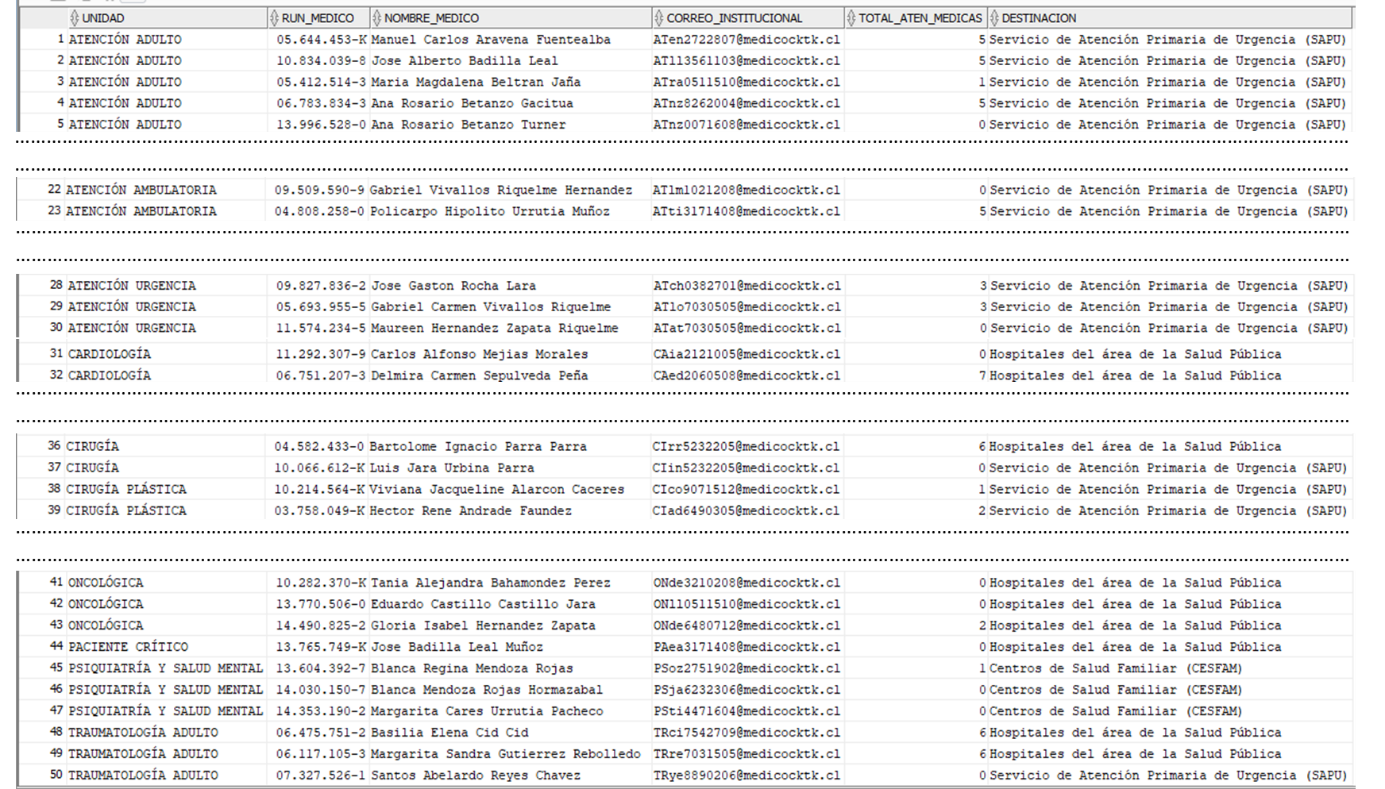 UNIDAD RUN_MEDICO NOMBRE_MEDICO CORREO_INSTITUCIONAL TOTAL_ATEN_MEDICAS DESTINACION
1 ATENCIÓN ADULTO 05.644.453-K Manuel Carlos Aravena Fuentealba ATen2722807@medicocktk.cl 5 Servicio de Atención Primaria de Urgencia (SAPU)
2 ATENCIÓN ADULTO 10.834.039-8 Jose Alberto Badilla Leal ATll3561103@medicocktk.cl 5 Servicio de Atención Primaria de Urgencia (SAPU)
3 ATENCIÓN ADULTO 05.412.514-3 Maria Magdalena Beltran Jaña ATra0511510@medicocktk.cl 1 Servicio de Atención Primaria de Urgencia (SAPU)
4 ATENCIÓN ADULTO 06.783.834-3 Ana Rosario Betanzo Gacitua ATnz8262004@medicocktk.cl 5 Servicio de Atención Primaria de Urgencia (SAPU)
5 ATENCIÓN ADULTO 13.996.528-0 Ana Rosario Betanzo Turner ATnz0071608@medicocktk.cl 0 Servicio de Atención Primaria de Urgencia (SAPU)
22 ATENCIÓN AMBULATORIA 09.509.590-9 Gabriel Vivallos Riquelme Hernandez ATlm1021208@medicocktk.cl 0 Servicio de Atención Primaria de Urgencia (SAPU)
23 ATENCIÓN AMBULATORIA 04.808.258-0 Policarpo Hipolito Urrutia Muñoz ATti3171408@medicocktk.cl 5 Servicio de Atención Primaria de Urgencia (SAPU)
28 ATENCIÓN URGENCIA 09.827.836-2 Jose Gaston Rocha Lara ATch0382701@medicocktk.cl 3 Servicio de Atención Primaria de Urgencia (SAPU)
29 ATENCIÓN URGENCIA 05.693.955-5 Gabriel Carmen Vivallos Riquelme ATlo7030505@medicocktk.cl 3 Servicio de Atención Primaria de Urgencia (SAPU)
30 ATENCIÓN URGENCIA 11.574.234-5 Maureen Hernandez Zapata Riquelme ATat7030505@medicocktk.cl 0 Servicio de Atención Primaria de Urgencia (SAPU)
31 CARDIOLOGÍA 11.292.307-9 Carlos Alfonso Mejias Morales CAia2121005@medicocktk.cl 0 Hospitales del área de la Salud Pública
32 CARDIOLOGÍA 06.751.207-3 Delmira Carmen Sepulveda Peña CAed2060508@medicocktk.cl 7 Hospitales del área de la Salud Pública
36 CIRUGÍA 04.582.433-0 Bartolome Ignacio Parra Parra CIrr5232205@medicocktk.cl 6 Hospitales del área de la Salud Pública
37 CIRUGÍA 10.066.612-K Luis Jara Urbina Parra CIin5232205@medicocktk.cl 0 Servicio de Atención Primaria de Urgencia (SAPU)
38 CIRUGÍA PLÁSTICA 10.214.564-K Viviana Jacqueline Alarcon Caceres CIco9071512@medicocktk.cl 1 Servicio de Atención Primaria de Urgencia (SAPU)
39 CIRUGÍA PLÁSTICA 03.758.049-K Hector Rene Andrade Faundez CIad6490305@medicocktk.cl 2 Servicio de Atención Primaria de Urgencia (SAPU)
41 ONCOLÓGICA 10.282.370-K Tania Alejandra Bahamondez Perez ONde3210208@medicocktk.cl 0 Hospitales del área de la Salud Pública
42 ONCOLÓGICA 13.770.506-0 Eduardo Castillo Castillo Jara ONll0511510@medicocktk.cl 0 Hospitales del área de la Salud Pública
43 ONCOLÓGICA 14.490.825-2 Gloria Isabel Hernandez Zapata ONde6480712@medicocktk.cl 2 Hospitales del área de la Salud Pública
44 PACIENTE CRÍTICO 13.765.749-K Jose Badilla Leal Muñoz PAea3171408@medicocktk.cl 0 Hospitales del área de la Salud Pública
45 PSIQUIATRÍA Y SALUD MENTAL 13.604.392-7 Blanca Regina Mendoza Rojas PSoz2751902@medicocktk.cl 1 Centros de Salud Familiar (CESFAM)
46 PSIQUIATRÍA Y SALUD MENTAL 14.030.150-7 Blanca Mendoza Rojas Hormazabal PSja6232306@medicocktk.cl 0 Centros de Salud Familiar (CESFAM)
47 PSIQUIATRÍA Y SALUD MENTAL 14.353.190-2 Margarita Cares Urrutia Pacheco PSti4471604@medicocktk.cl 0 Centros de Salud Familiar (CESFAM)
48 TRAUMATOLOGÍA ADULTO 06.475.751-2 Basilia Elena Cid Cid TRci7542709@medicocktk.cl 6 Hospitales del área de la Salud Pública
49 TRAUMATOLOGÍA ADULTO 06.117.105-3 Margarita Sandra Gutierrez Rebolledo TRre7031505@medicocktk.cl 6 Hospitales del área de la Salud Pública
50 TRAUMATOLOGÍA ADULTO 07.327.526-1 Santos Abelardo Reyes Chavez TRye8890206@medicocktk.cl 0 Servicio de Atención Primaria de Urgencia (SAPU)